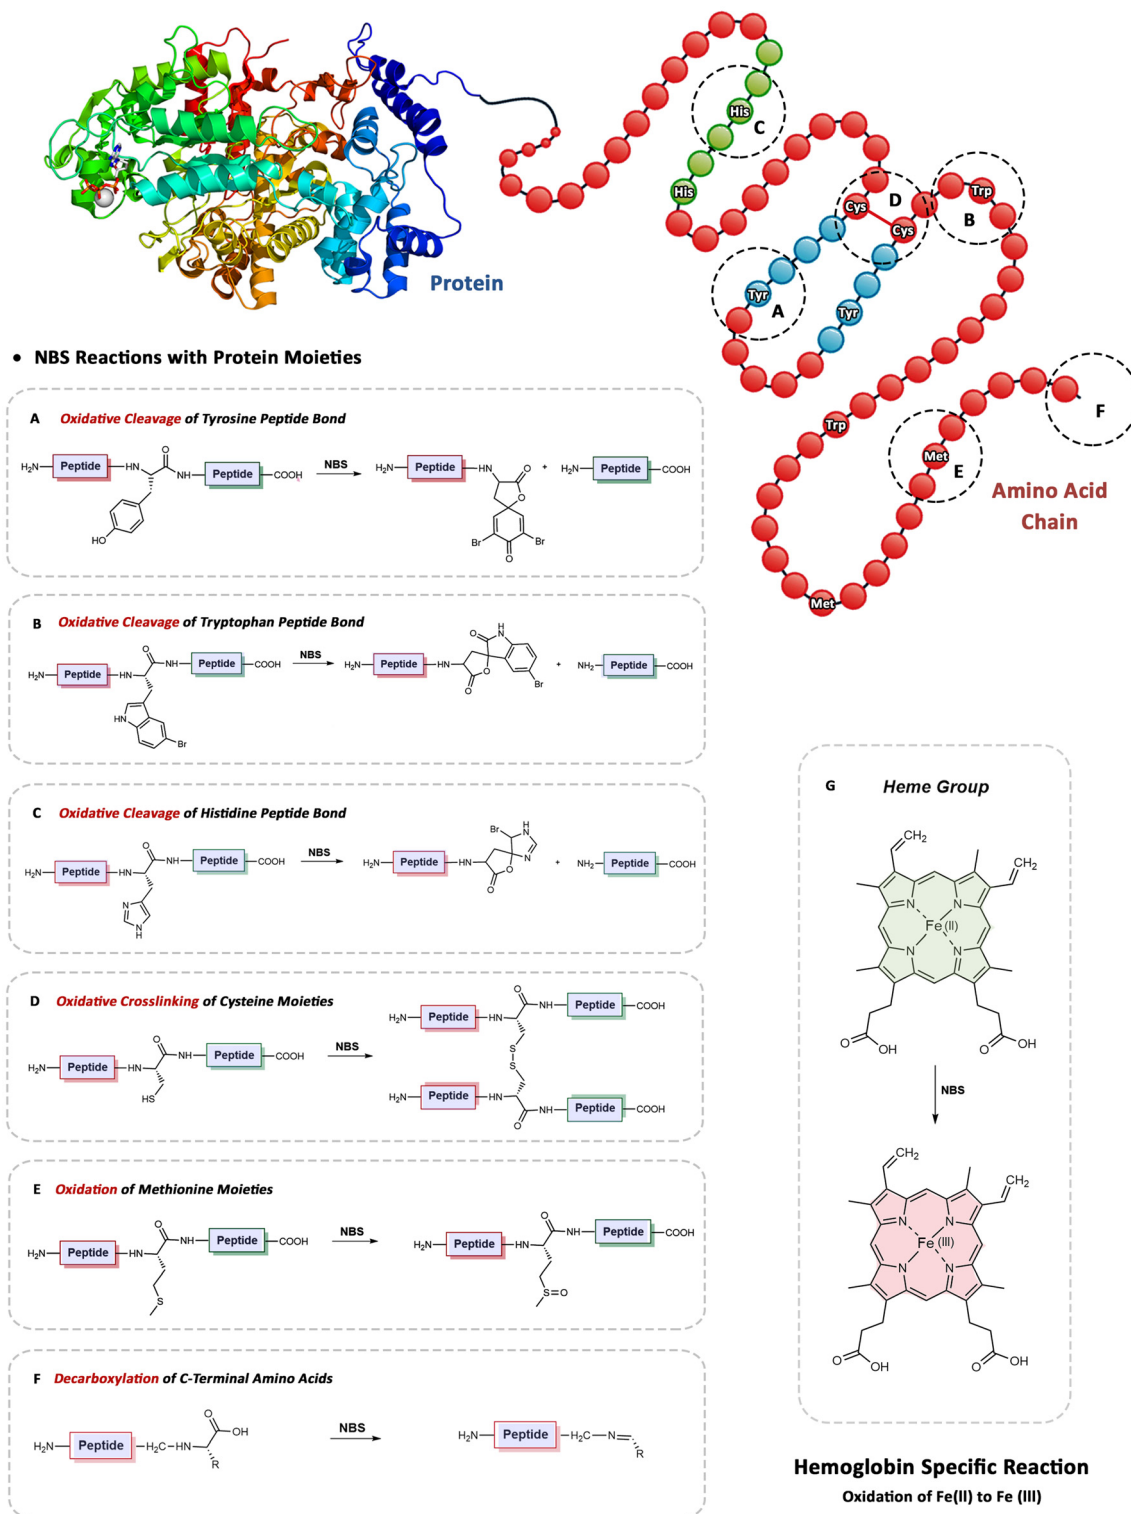 His
C
His
D
Cys
Cys
Trp
B
Tyr
A
Tyr
Protein
Trp
Met
E
F
Met
Amino Acid
Chain
• NBS Reactions with Protein Moieties
A Oxidative Cleavage of Tyrosine Peptide Bond
H₂N Peptide HN O NH Peptide COOH HO
NBS
H₂N Peptide NH O O Br Br O + H₂N Peptide COOH
B Oxidative Cleavage of Tryptophan Peptide Bond
H₂N Peptide HN O NH Peptide COOH HN Br
NBS
H₂N Peptide NH O H N O O Br + NH₂ Peptide COOH
C Oxidative Cleavage of Histidine Peptide Bond
H₂N Peptide HN O NH Peptide COOH N N H
NBS
H₂N Peptide HN Br H N N O O + NH₂ Peptide COOH
D Oxidative Crosslinking of Cysteine Moieties
H₂N Peptide HN O NH Peptide COOH HS
NBS
H₂N Peptide HN O NH Peptide COOH
S
S
H₂N Peptide HN O NH Peptide COOH
E Oxidation of Methionine Moieties
H₂N Peptide HN O NH Peptide COOH S
NBS
H₂N Peptide HN O NH Peptide COOH S=O
F Decarboxylation of C-Terminal Amino Acids
H₂N Peptide H₂C HN O OH R
NBS
H₂N Peptide H₂C N R
G Heme Group
CH₂
CH₂
N N
Fe (II)
N N
O OH O OH
NBS
CH₂
CH₂
N N
Fe (III)
N N
O OH O OH
Hemoglobin Specific Reaction
Oxidation of Fe(II) to Fe (III)